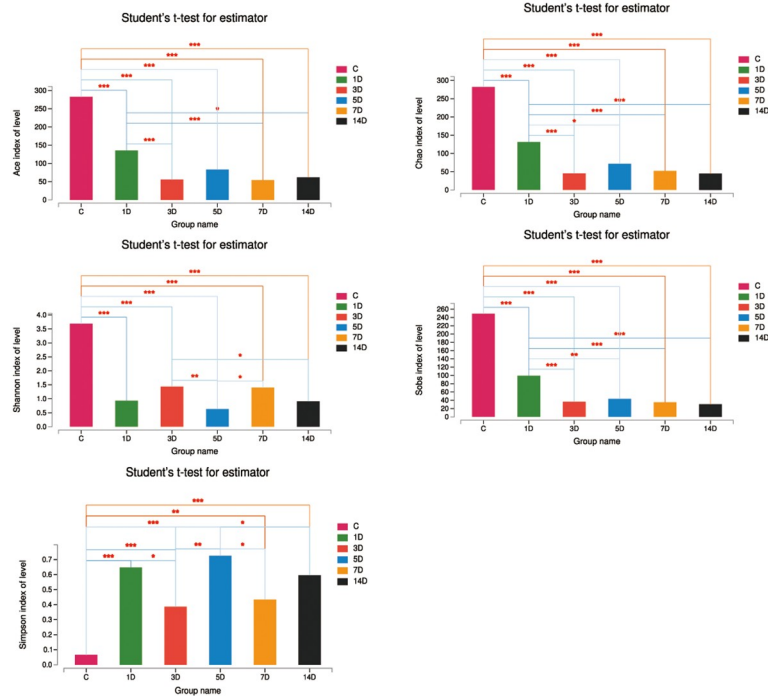 Student's t-test for estimator
***
***
***
***
***
*
***
***
300
250
200
150
100
50
0
Ace index of level
C
1D
3D
5D
7D
14D
Group name
C
1D
3D
5D
7D
14D
Student's t-test for estimator
***
***
***
***
***
***
***
*
***
300
250
200
150
100
50
0
Chao index of level
C
1D
3D
5D
7D
14D
Group name
C
1D
3D
5D
7D
14D
Student's t-test for estimator
***
***
***
***
***
*
**
*
4.0
3.5
3.0
2.5
2.0
1.5
1.0
0.5
0.0
Shannon index of level
C
1D
3D
5D
7D
14D
Group name
C
1D
3D
5D
7D
14D
Student's t-test for estimator
***
***
***
***
***
***
***
**
***
260
240
220
200
180
160
140
120
100
80
60
40
20
0
Sobs index of level
C
1D
3D
5D
7D
14D
Group name
C
1D
3D
5D
7D
14D
Student's t-test for estimator
***
**
***
*
***
**
*
***
*
0.7
0.6
0.5
0.4
0.3
0.2
0.1
0.0
Simpson index of level
C
1D
3D
5D
7D
14D
Group name
C
1D
3D
5D
7D
14D